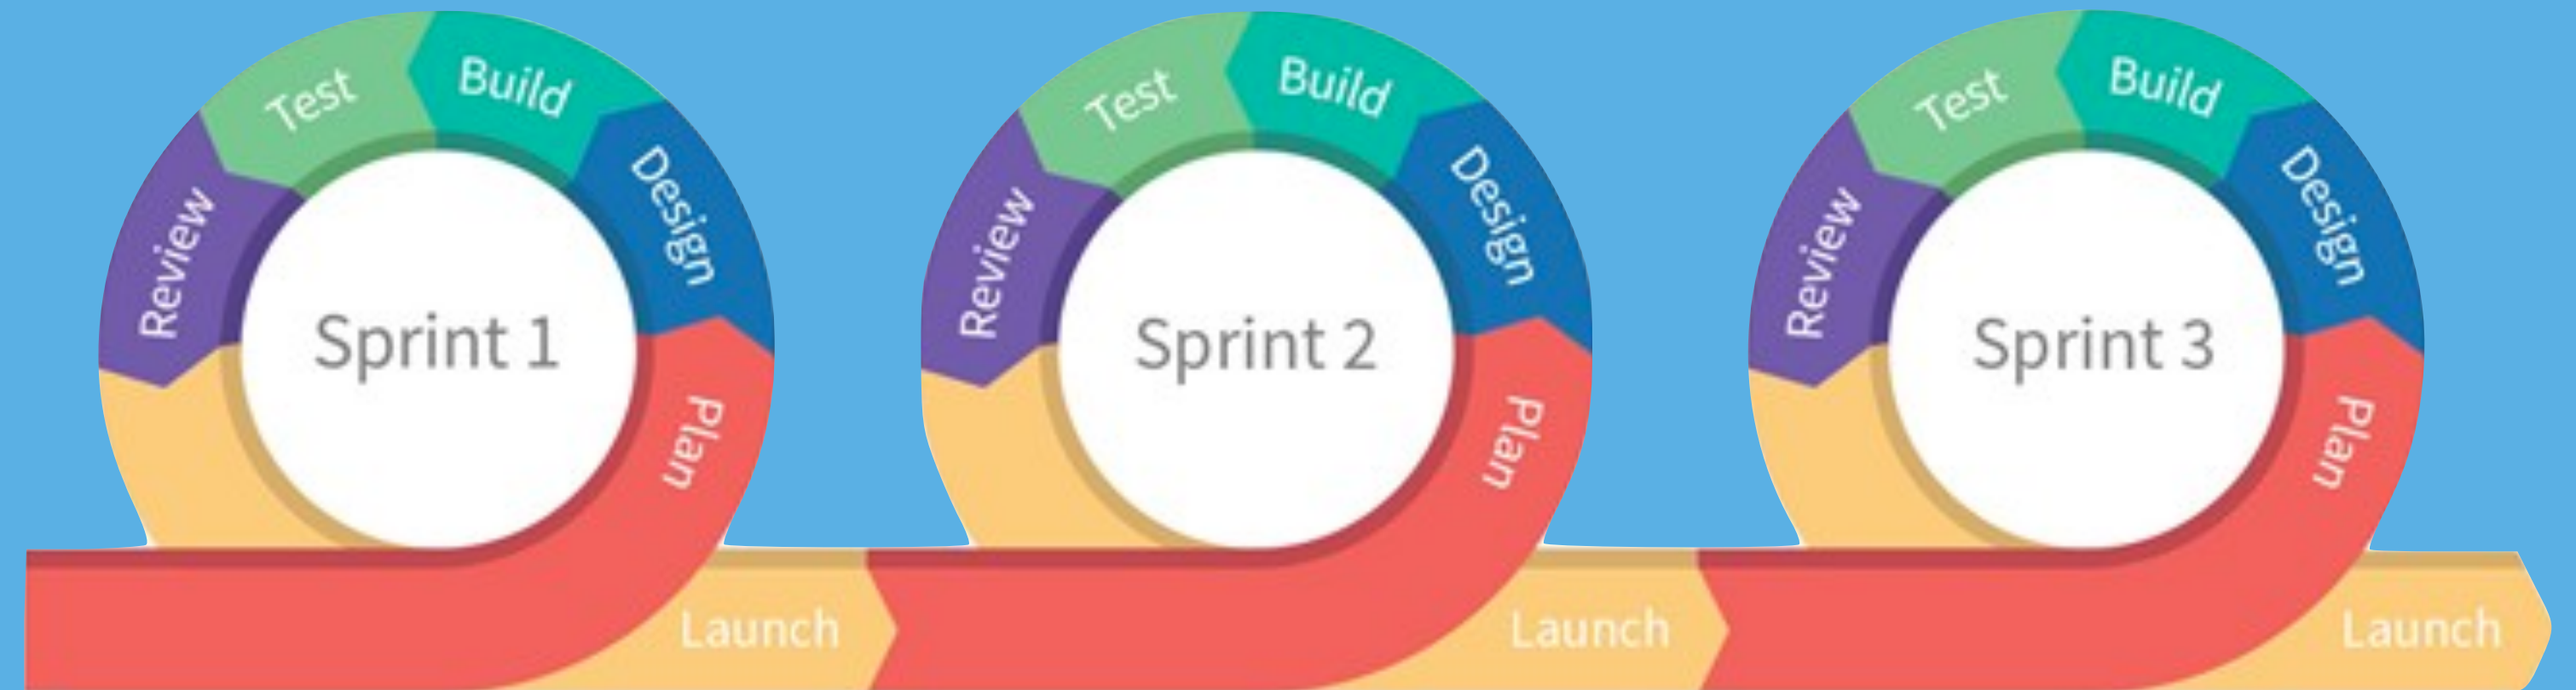 Sprint 1
Plan
Design
Build
Test
Review
Launch
Sprint 2
Plan
Design
Build
Test
Review
Launch
Sprint 3
Plan
Design
Build
Test
Review
Launch